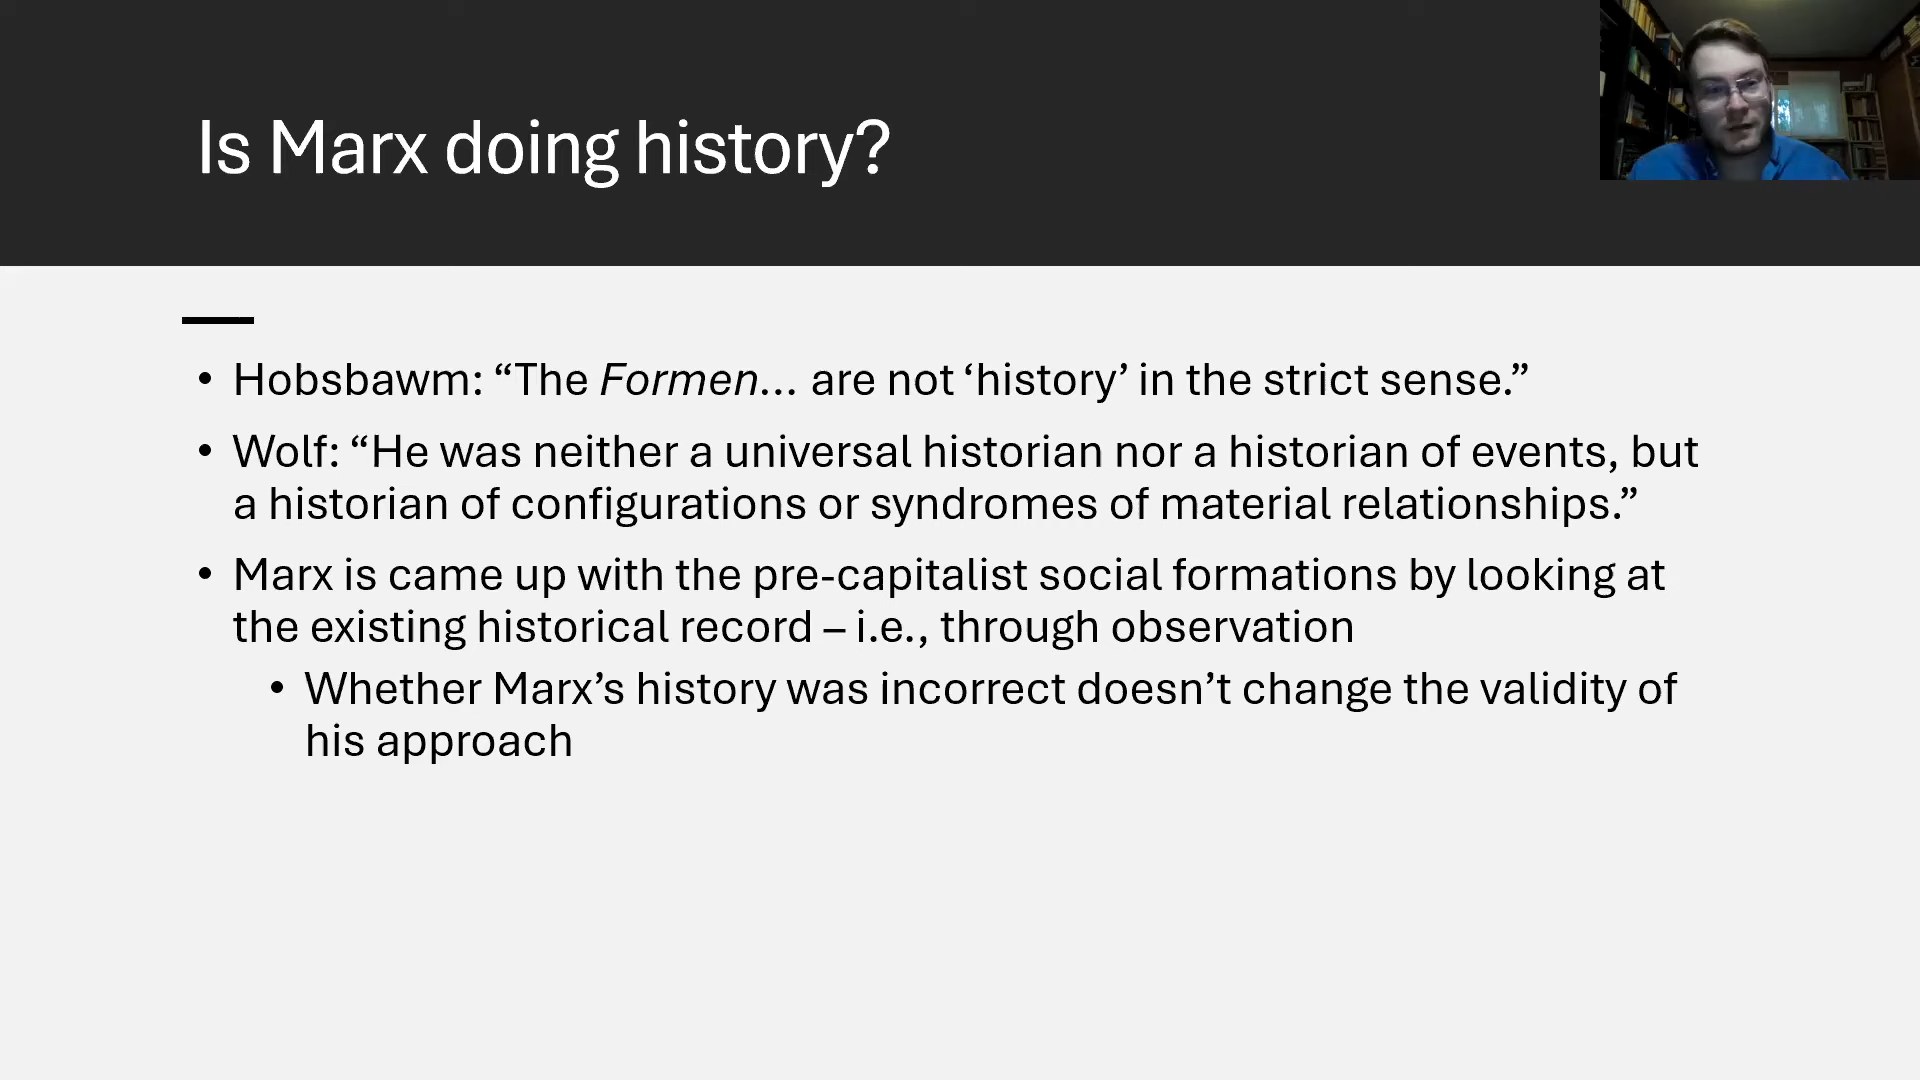 Is Marx doing history?
• Hobsbawm: “The Formen... are not ‘history’ in the strict sense.”
• Wolf: “He was neither a universal historian nor a historian of events, but
a historian of configurations or syndromes of material relationships.”
• Marx is came up with the pre-capitalist social formations by looking at
the existing historical record – i.e., through observation
• Whether Marx’s history was incorrect doesn’t change the validity of
his approach